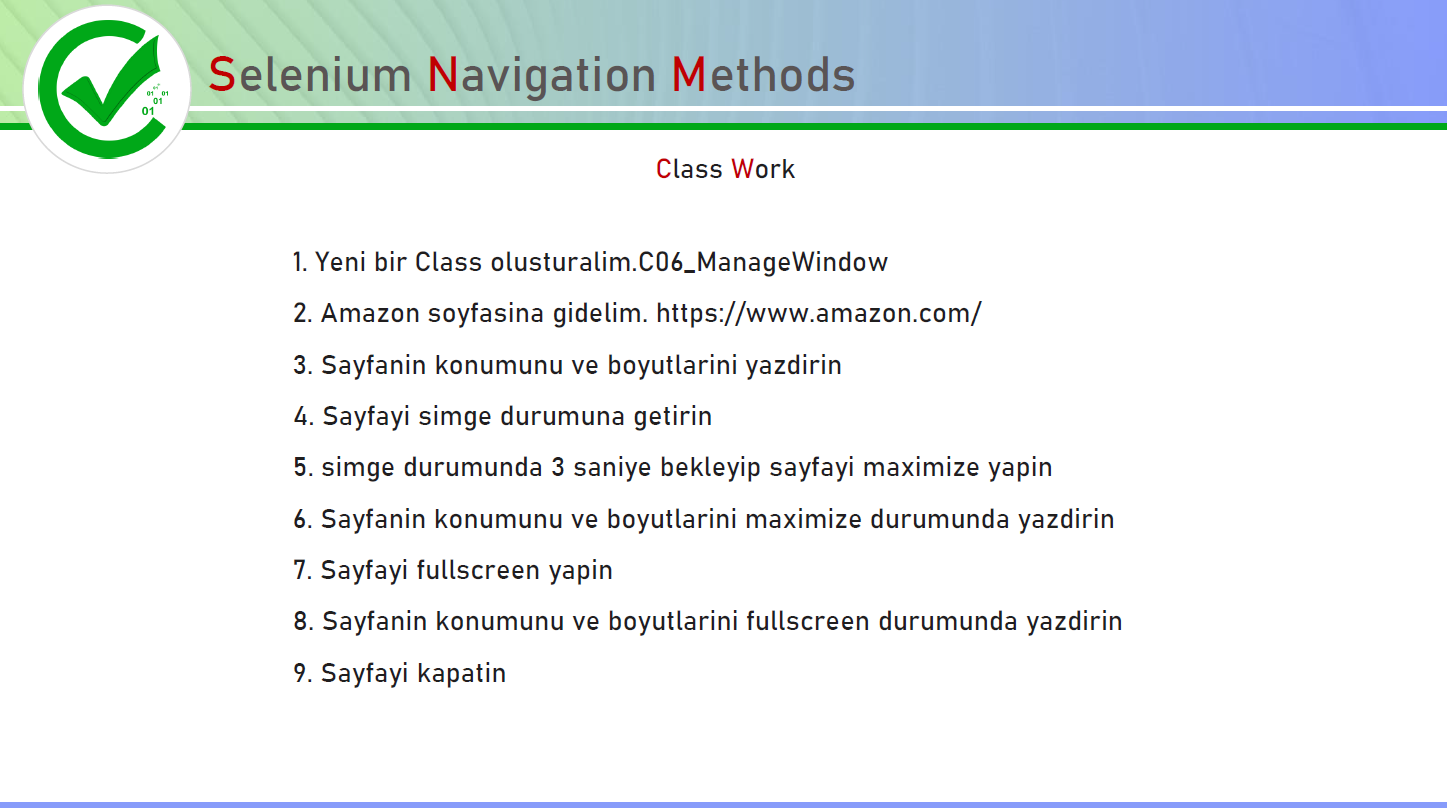 01 01
01
01
Selenium Navigation Methods
Class Work
1. Yeni bir Class olusturalim.C06_ManageWindow
2. Amazon soyfasina gidelim. https://www.amazon.com/
3. Sayfanin konumunu ve boyutlarini yazdirin
4. Sayfayi simge durumuna getirin
5. simge durumunda 3 saniye bekleyip sayfayi maximize yapin
6. Sayfanin konumunu ve boyutlarini maximize durumunda yazdirin
7. Sayfayi fullscreen yapin
8. Sayfanin konumunu ve boyutlarini fullscreen durumunda yazdirin
9. Sayfayi kapatin